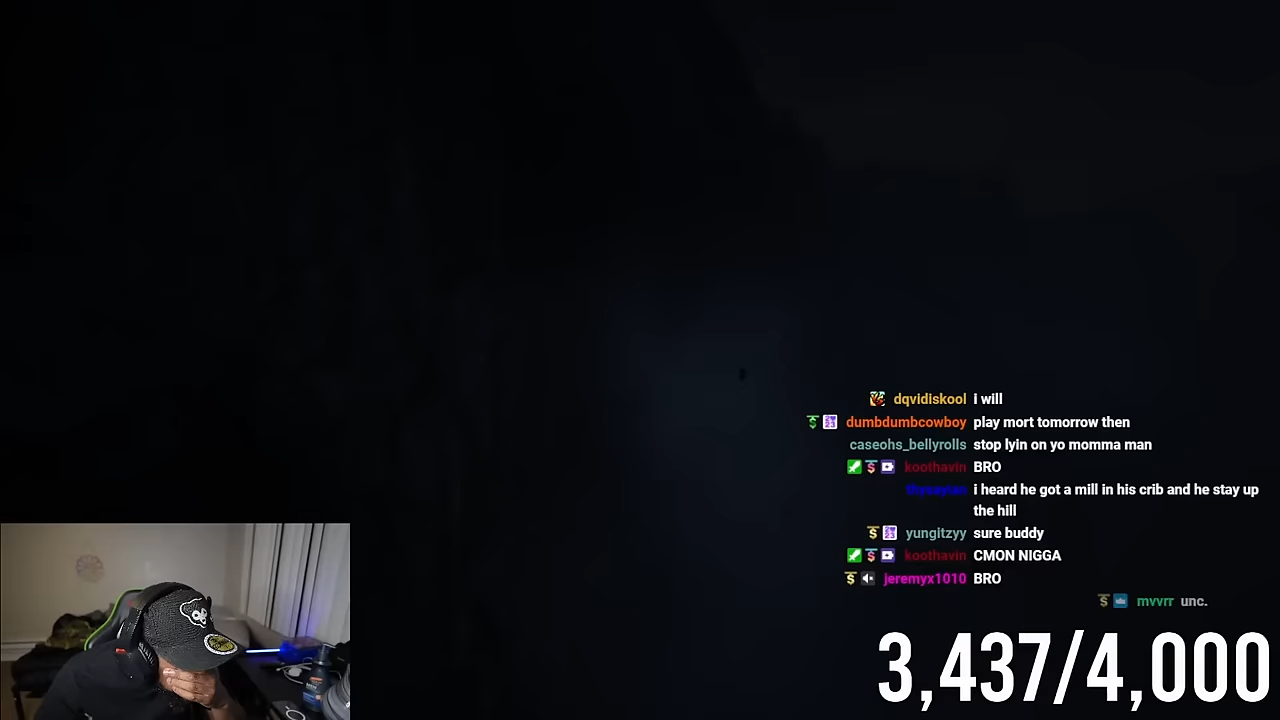 dqvidiskool i will
dumbdumbcowboy play mort tomorrow then
caseohs_bellyrolls stop lyin on yo momma man
koothavin BRO
i heard he got a mill in his crib and he stay up
the hill
yungitzyy sure buddy
koothavin CMON NIGGA
jeremyx1010 BRO
mvvrr unc.
3,437/4,000